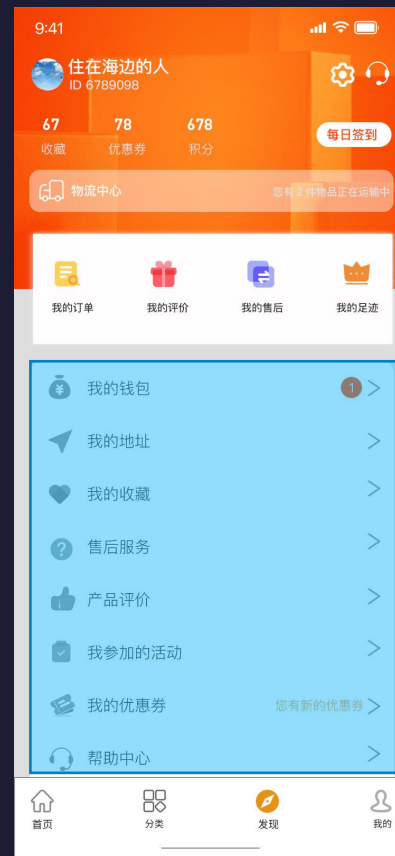 9:41
住在海边的人
ID 6789098
67 78 678
收藏 优惠券 积分
每日签到
物流中心 您有2件物品正在运输中
我的订单 我的评价 我的售后 我的足迹
我的钱包 1
我的地址
我的收藏
售后服务
产品评价
我参加的活动
我的优惠券 您有新的优惠券
帮助中心
首页 分类 发现 我的